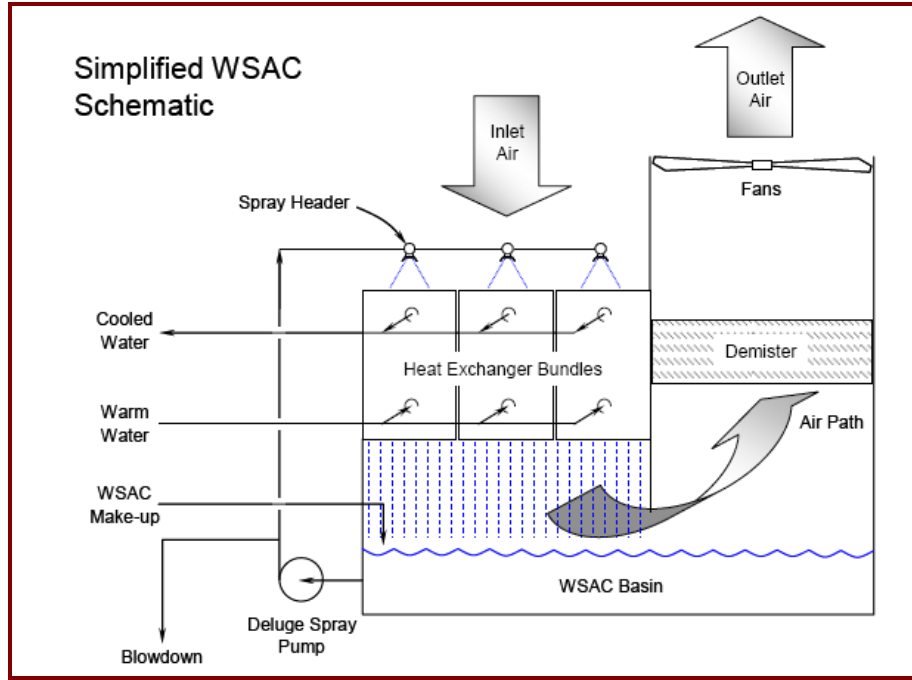 Simplified WSAC
Schematic
Inlet
Air
Outlet
Air
Fans
Spray Header
Cooled
Water
Heat Exchanger Bundles
Demister
Warm
Water
Air Path
WSAC
Make-up
WSAC Basin
Deluge Spray
Pump
Blowdown